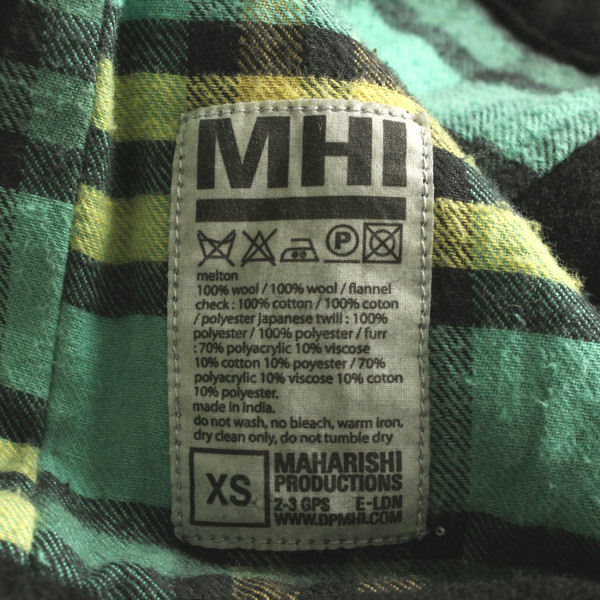 MHI
melton
100% wool / 100% wool / flannel
check : 100% cotton / 100% coton
/ polyester japanese twill : 100%
polyester / 100% polyester / furr
: 70% polyacrylic 10% viscose
10% cotton 10% poyester / 70%
polyacrylic 10% viscose 10% coton
10% polyester.
made in india.
do not wash, no bleach, warm iron,
dry clean only, do not tumble dry
XS
MAHARISHI
PRODUCTIONS
2-3 GPS E-LDN
WWW.DPMHI.COM